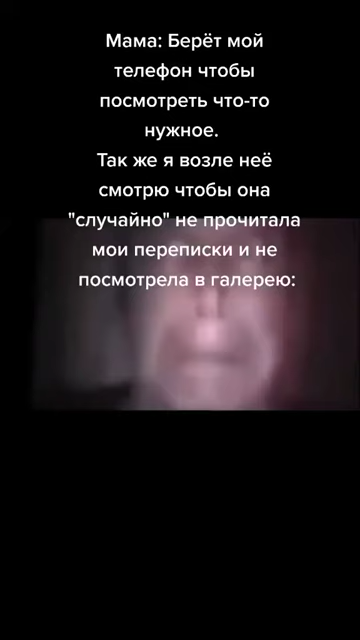 Мама: Берёт мой
телефон чтобы
посмотреть что-то
нужное.
Так же я возле неё
смотрю чтобы она
"случайно" не прочитала
мои переписки и не
посмотрела в галерею: